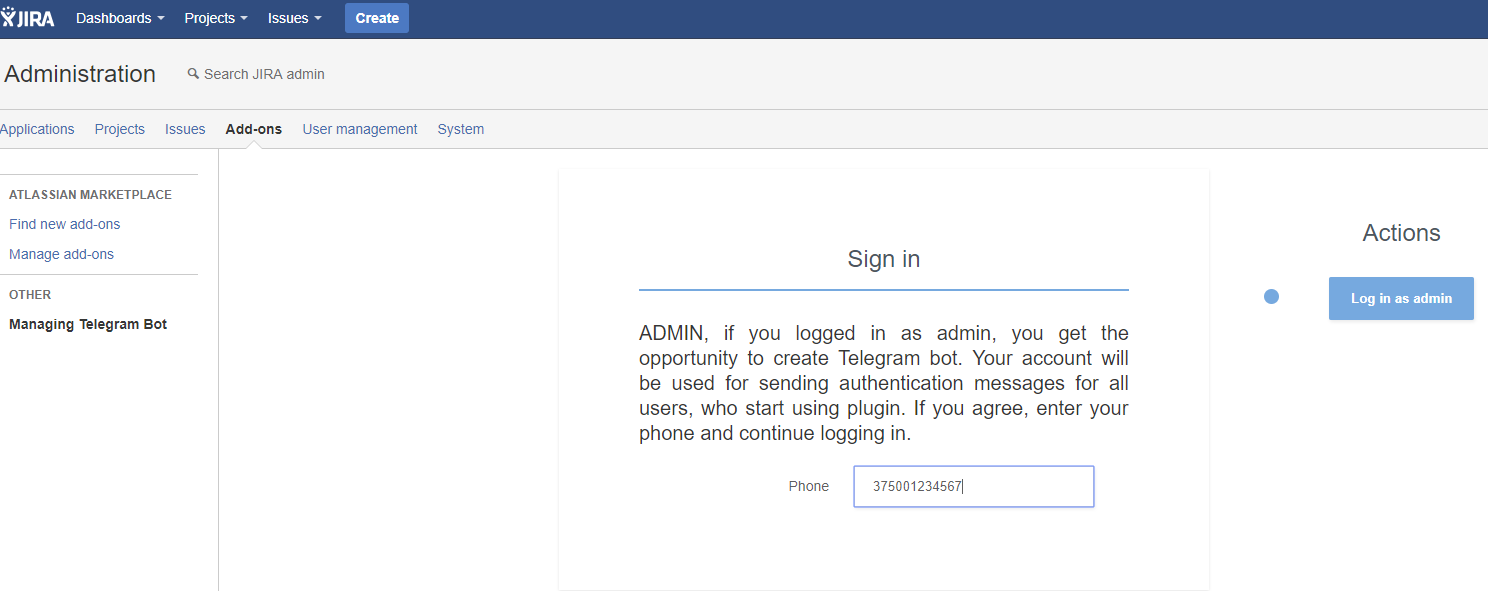 JIRA Dashboards Projects Issues Create
Administration Search JIRA admin
Applications Projects Issues Add-ons User management System
ATLASSIAN MARKETPLACE
Find new add-ons
Manage add-ons
OTHER
Managing Telegram Bot
Sign in
ADMIN, if you logged in as admin, you get the
opportunity to create Telegram bot. Your account will
be used for sending authentication messages for all
users, who start using plugin. If you agree, enter your
phone and continue logging in.
Phone 375001234567
Actions
Log in as admin